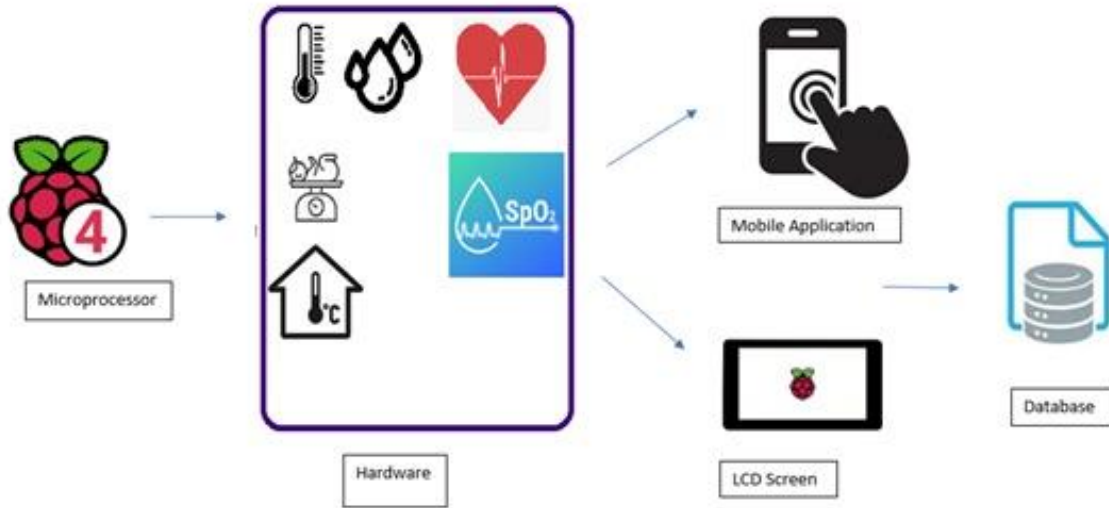 4
Microprocessor
SpO₂
°C
Hardware
Mobile Application
LCD Screen
Database